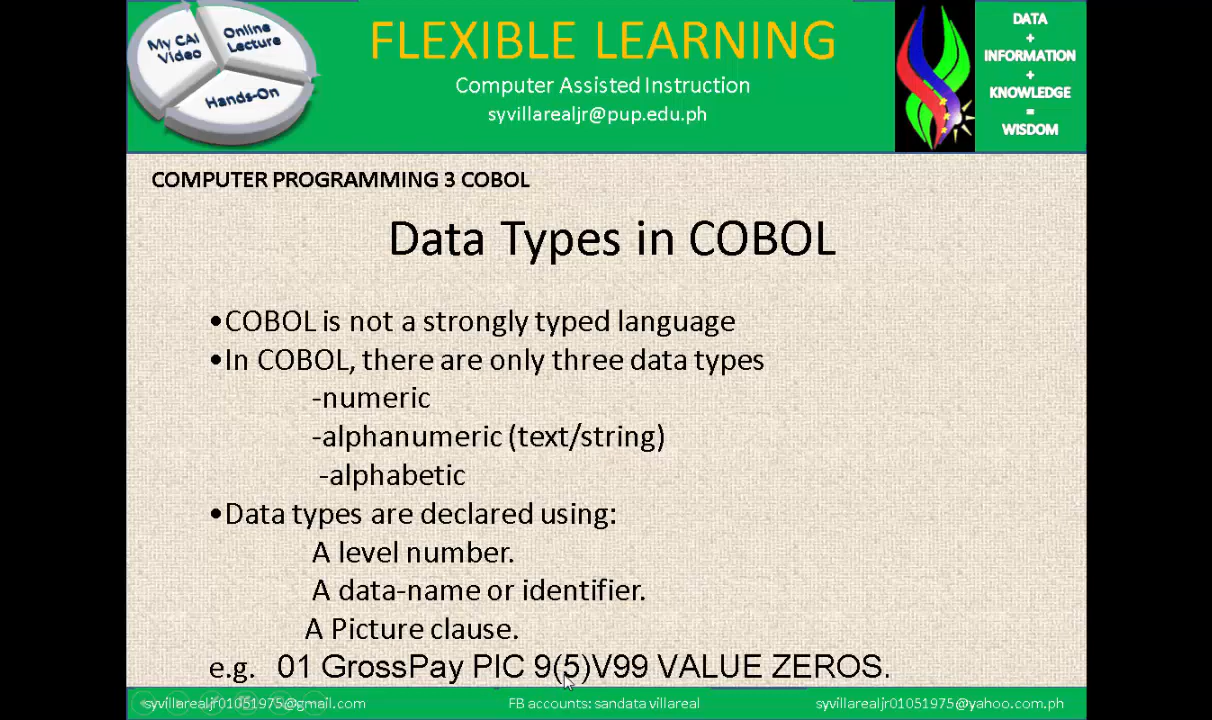 My CAI Video
Online Lecture
Hands-On
FLEXIBLE LEARNING
Computer Assisted Instruction
syvillarealjr@pup.edu.ph
DATA
+
INFORMATION
+
KNOWLEDGE
=
WISDOM
COMPUTER PROGRAMMING 3 COBOL
Data Types in COBOL
•COBOL is not a strongly typed language
•In COBOL, there are only three data types
-numeric
-alphanumeric (text/string)
-alphabetic
•Data types are declared using:
A level number.
A data-name or identifier.
A Picture clause.
e.g. 01 GrossPay PIC 9(5)V99 VALUE ZEROS.
syvillarealjr01051975@gmail.com
FB accounts: sandata villareal
syvillarealjr01051975@yahoo.com.ph